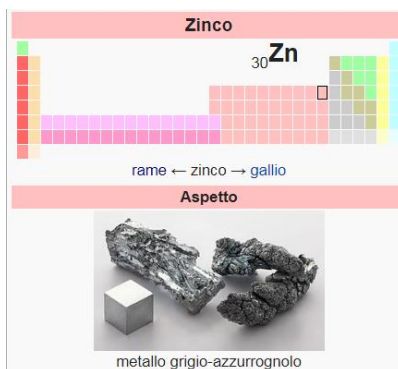 Zinco
30Zn
rame ← zinco → gallio
Aspetto
metallo grigio-azzurrognolo